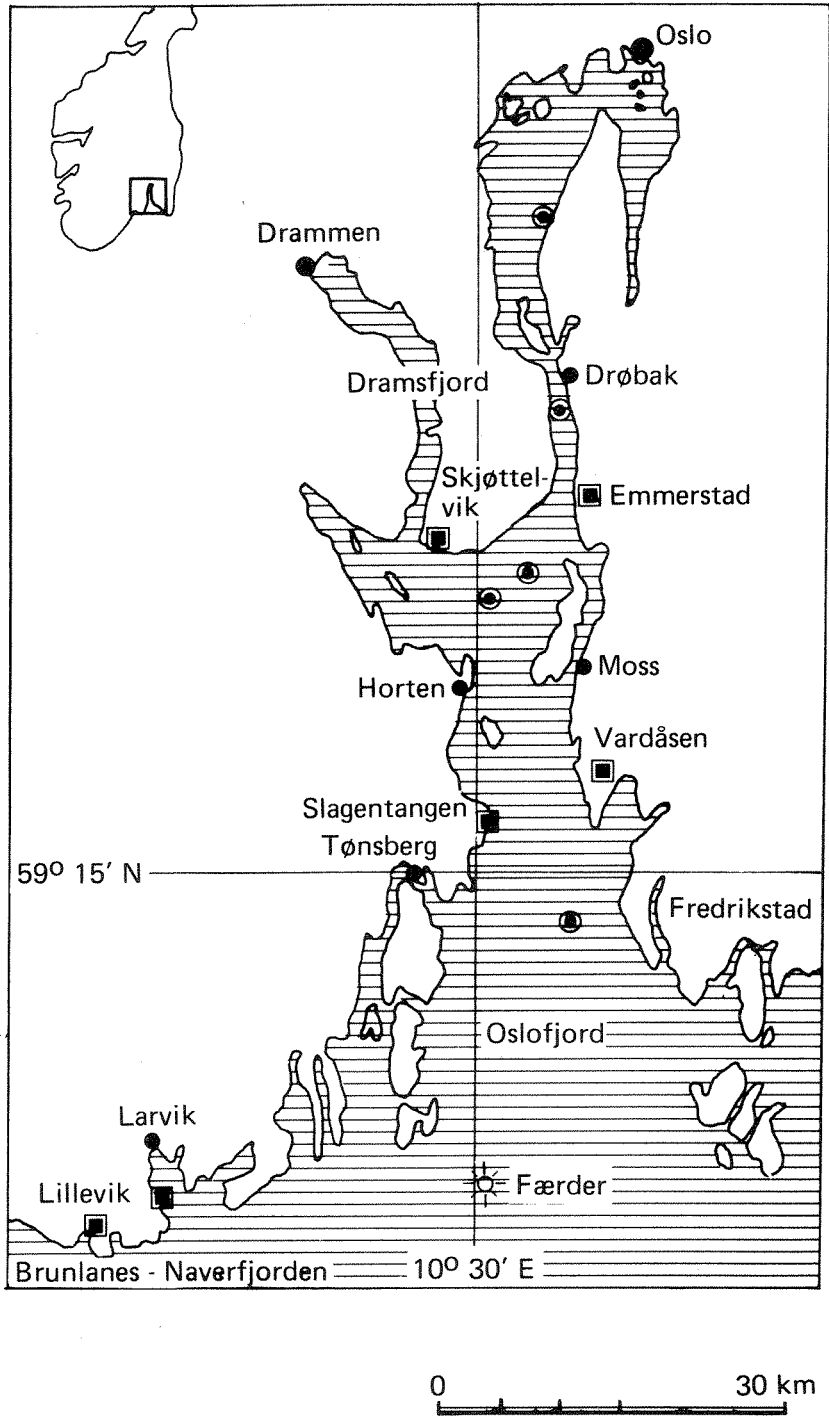 Oslo
Drammen
Dramsfjord
Drøbak
Skjøttel-
vik
Emmerstad
Horten
Moss
Vardåsen
Slagentangen
Tønsberg
59° 15′ N
Fredrikstad
Oslofjord
Larvik
Lillevik
Færder
Brunlanes - Naverfjorden
10° 30′ E
0 30 km